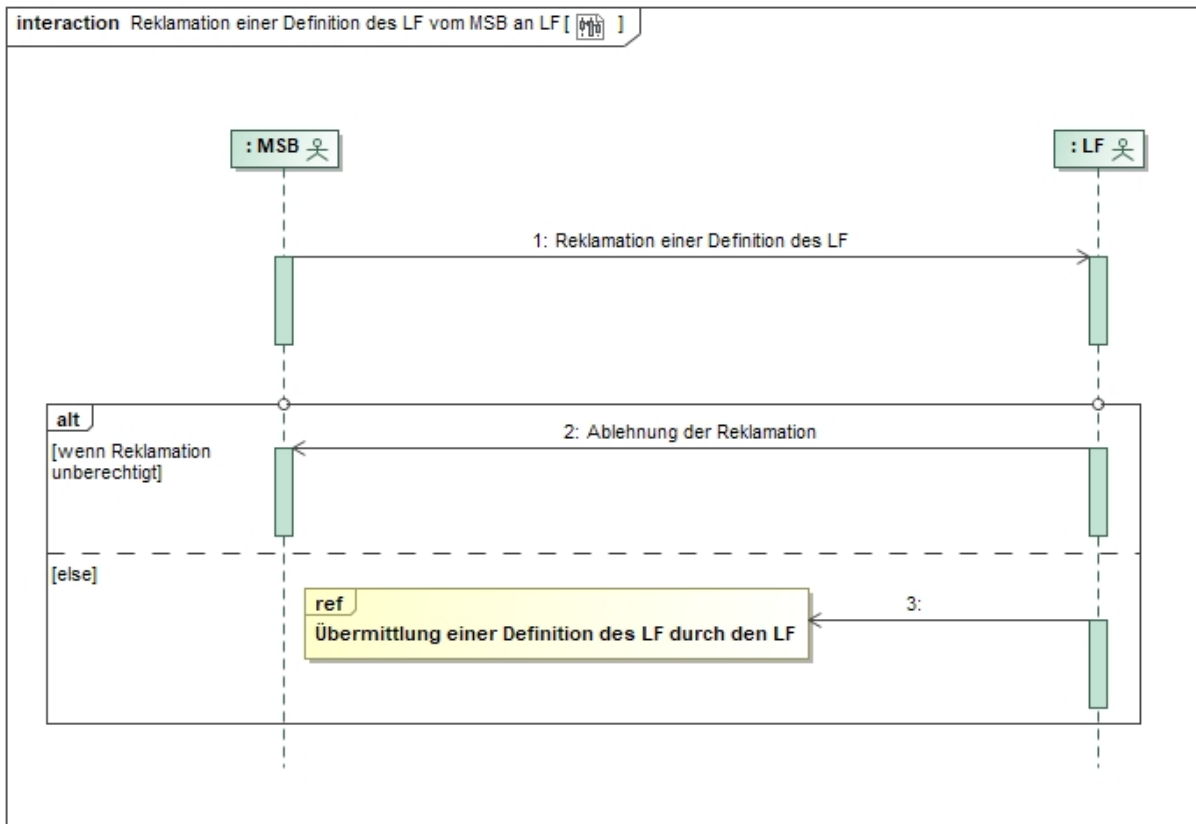 interaction Reklamation einer Definition des LF vom MSB an LF [ ]
: MSB
: LF
1: Reklamation einer Definition des LF
alt
2: Ablehnung der Reklamation
[wenn Reklamation
unberechtigt]
[else]
ref
3:
Übermittlung einer Definition des LF durch den LF